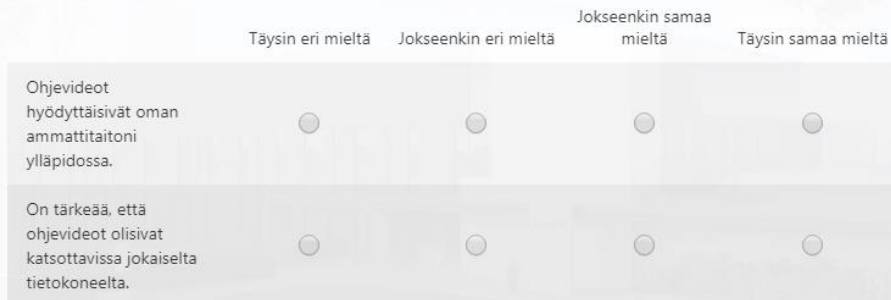 Täysin eri mieltä
Jokseenkin eri mieltä
Jokseenkin samaa
mieltä
Täysin samaa mieltä
Ohjevideot
hyödyttäisivät oman
ammattitaitoni
ylläpidossa.
On tärkeää, että
ohjevideot olisivat
katsottavissa jokaiselta
tietokoneelta.